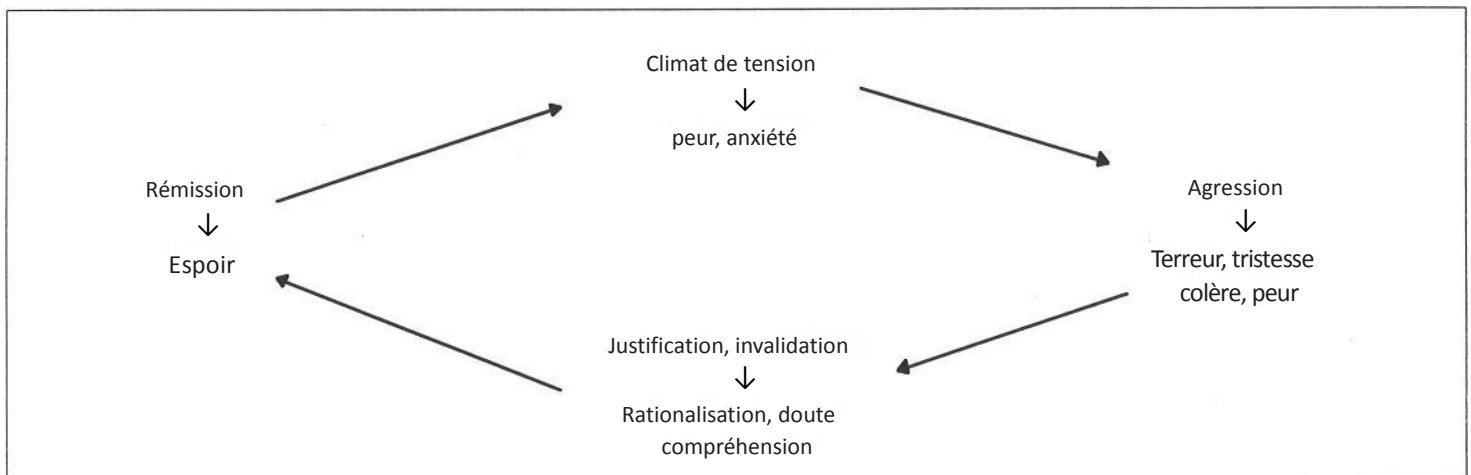 Climat de tension
↓
peur, anxiété
Rémission
↓
Espoir
Agression
↓
Terreur, tristesse
colère, peur
Justification, invalidation
↓
Rationalisation, doute
compréhension